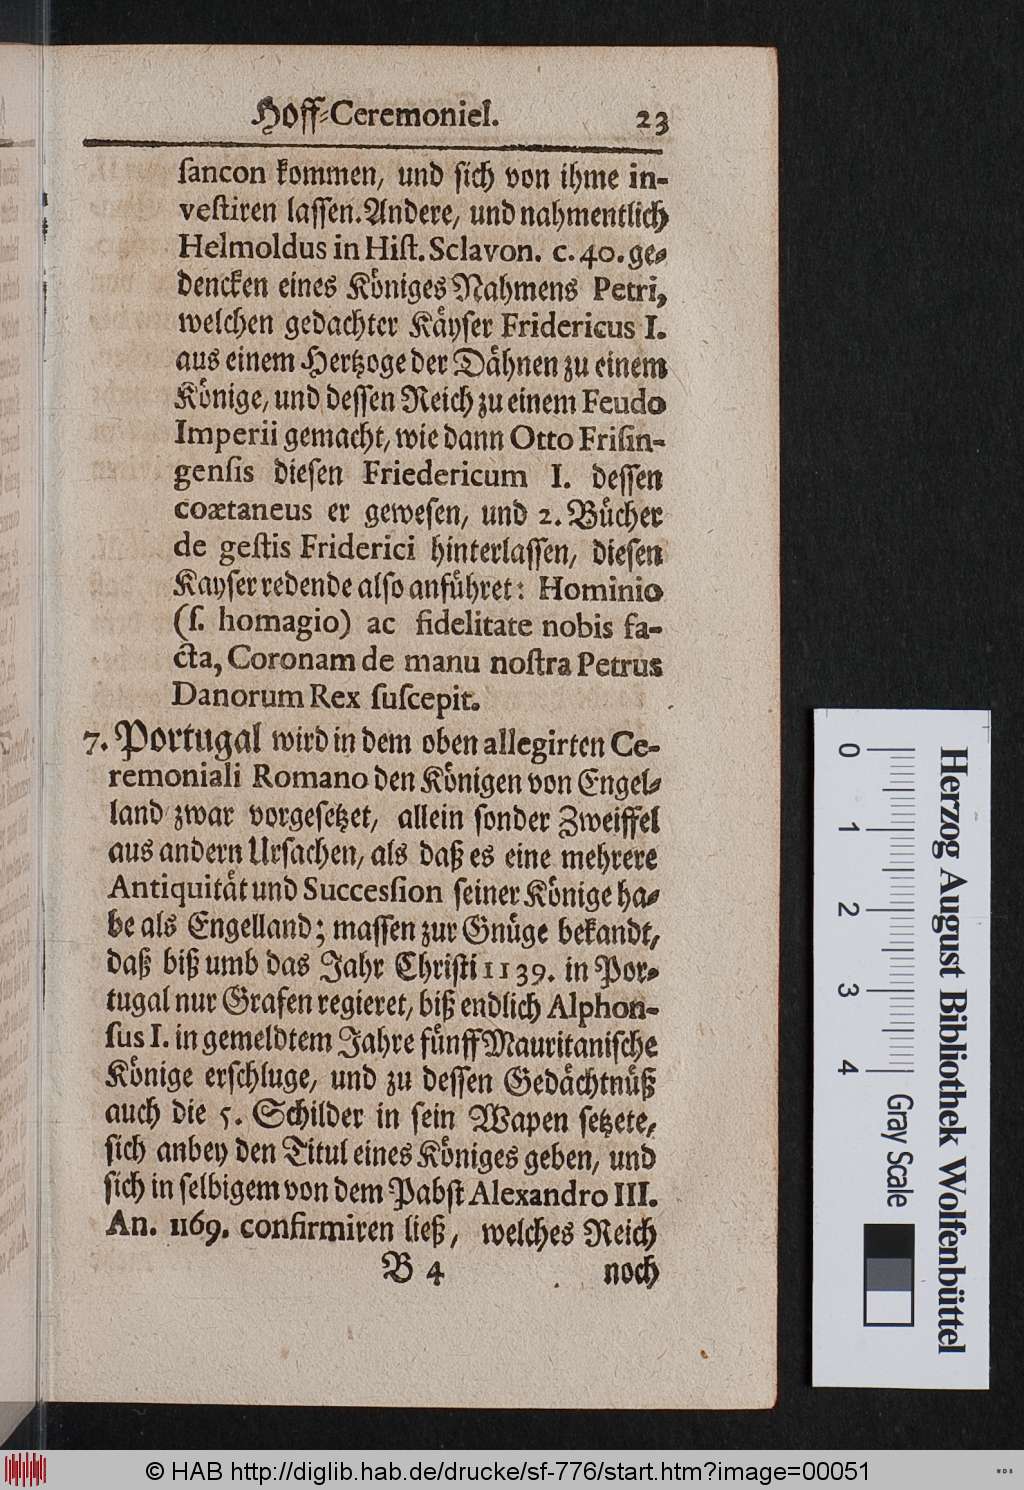 Hoff-Ceremoniel. 23
sancon kommen, und sich von ihme in-
vestiren lassen. Andere, und nahmentlich
Helmoldus in Hist. Sclavon. c. 40. ge-
dencken eines Königes Nahmens Petri,
welchen gedachter Käyser Fridericus I.
aus einem Hertzoge der Dähnen zu einem
Könige, und dessen Reich zu einem Feudo
Imperii gemacht, wie dann Otto Frisin-
gensis diesen Friedericum I. dessen
coætaneus er gewesen, und 2. Bücher
de gestis Friderici hinterlassen, diesen
Kayser redende also anführet: Hominio
(s. homagio) ac fidelitate nobis fa-
cta, Coronam de manu nostra Petrus
Danorum Rex suscepit.
7. Portugal wird in dem oben allegirten Ce-
remoniali Romano den Königen von Engel-
land zwar vorgesetzet, allein sonder Zweiffel
aus andern Ursachen, als daß es eine mehrere
Antiquität und Succession seiner Könige ha-
be als Engelland; massen zur Gnüge bekandt,
daß biß umb das Jahr Christi 1139. in Por-
tugal nur Grafen regieret, biß endlich Alphon-
sus I. in gemeldtem Jahre fünff Mauritanische
Könige erschluge, und zu dessen Gedächtnüß
auch die 5. Schilder in sein Wapen setzete,
sich anbey den Titul eines Königes geben, und
sich in selbigem von dem Pabst Alexandro III.
An. 1169. confirmiren ließ, welches Reich
B 4 noch
0 1 2 3 4 Gray Scale
Herzog August Bibliothek Wolfenbüttel
© HAB http://diglib.hab.de/drucke/sf-776/start.htm?image=00051